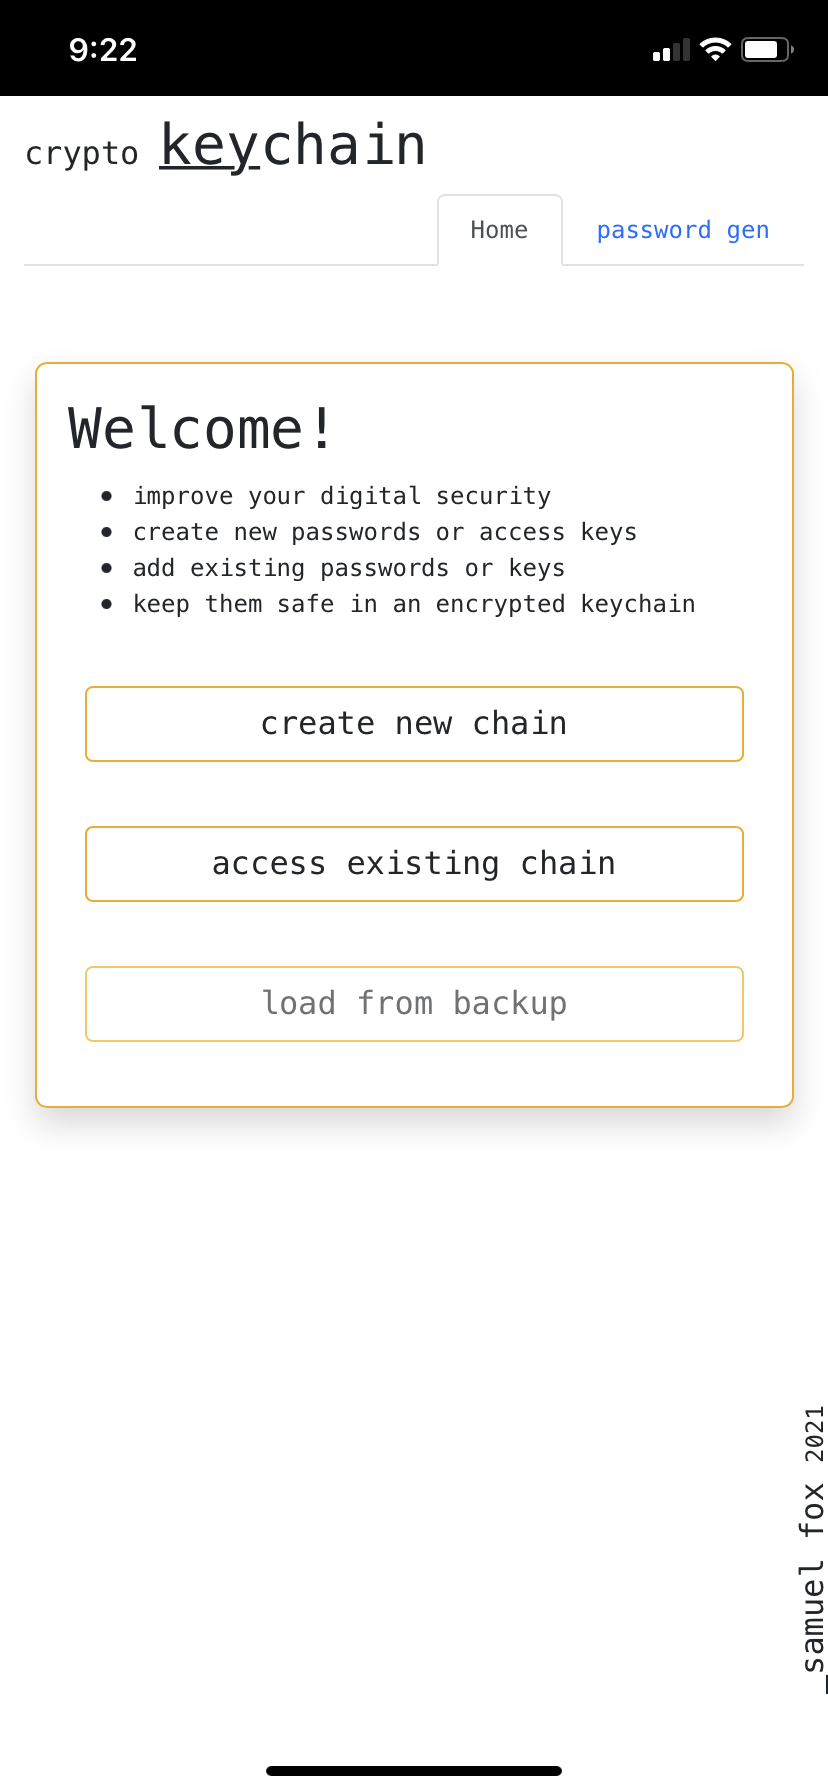 9:22
crypto keychain
Home password gen
Welcome!
improve your digital security
create new passwords or access keys
add existing passwords or keys
keep them safe in an encrypted keychain
create new chain
access existing chain
load from backup
_samuel fox 2021